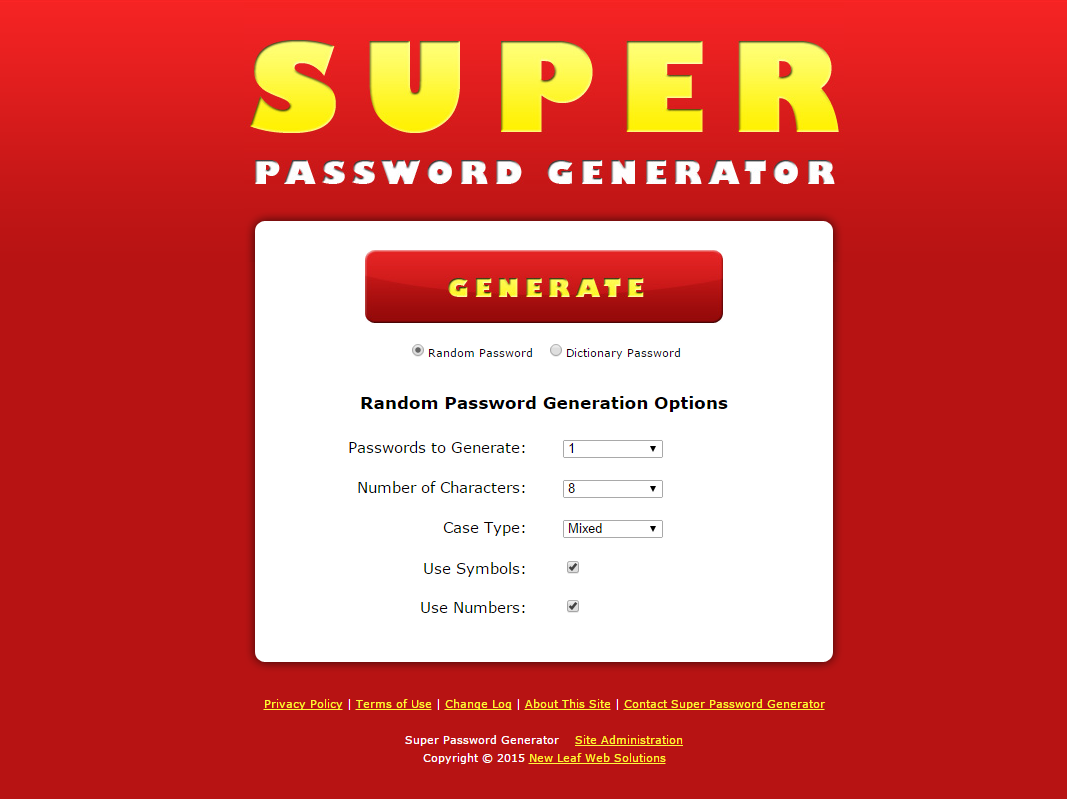 SUPER
PASSWORD GENERATOR
GENERATE
Random Password Dictionary Password
Random Password Generation Options
Passwords to Generate: 1
Number of Characters: 8
Case Type: Mixed
Use Symbols:
Use Numbers:
Privacy Policy | Terms of Use | Change Log | About This Site | Contact Super Password Generator
Super Password Generator Site Administration
Copyright © 2015 New Leaf Web Solutions